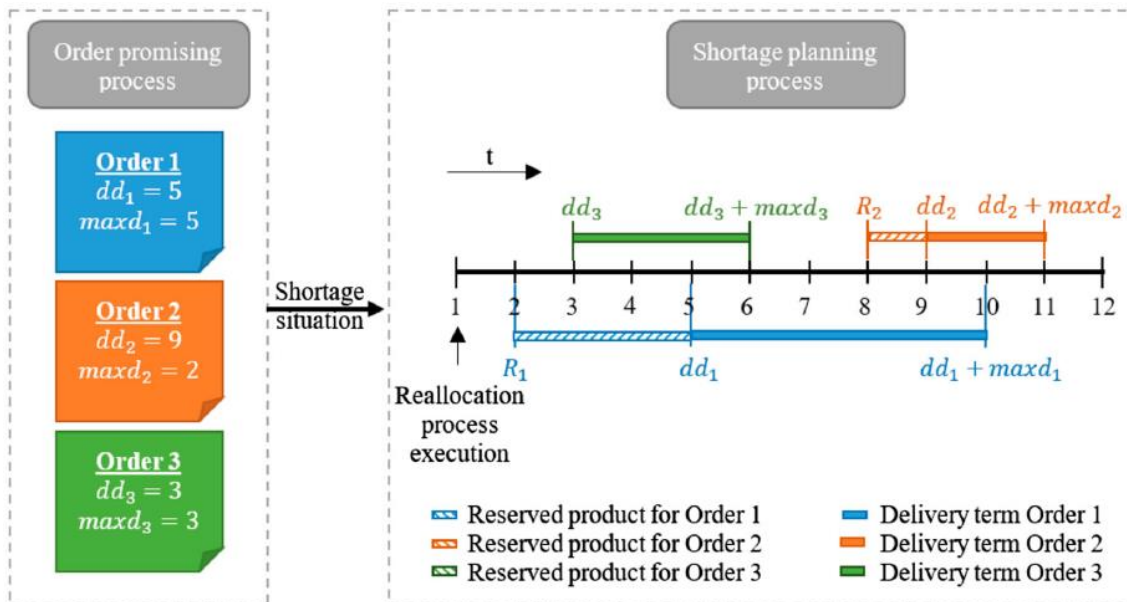 Order promising
process
Order 1
dd₁ = 5
maxd₁ = 5
Order 2
dd₂ = 9
maxd₂ = 2
Order 3
dd₃ = 3
maxd₃ = 3
Shortage
situation
Shortage planning
process
t
dd₃
dd₃ + maxd₃
R₂
dd₂
dd₂ + maxd₂
1 2 3 4 5 6 7 8 9 10 11 12
R₁
dd₁
dd₁ + maxd₁
Reallocation
process
execution
Reserved product for Order 1
Reserved product for Order 2
Reserved product for Order 3
Delivery term Order 1
Delivery term Order 2
Delivery term Order 3